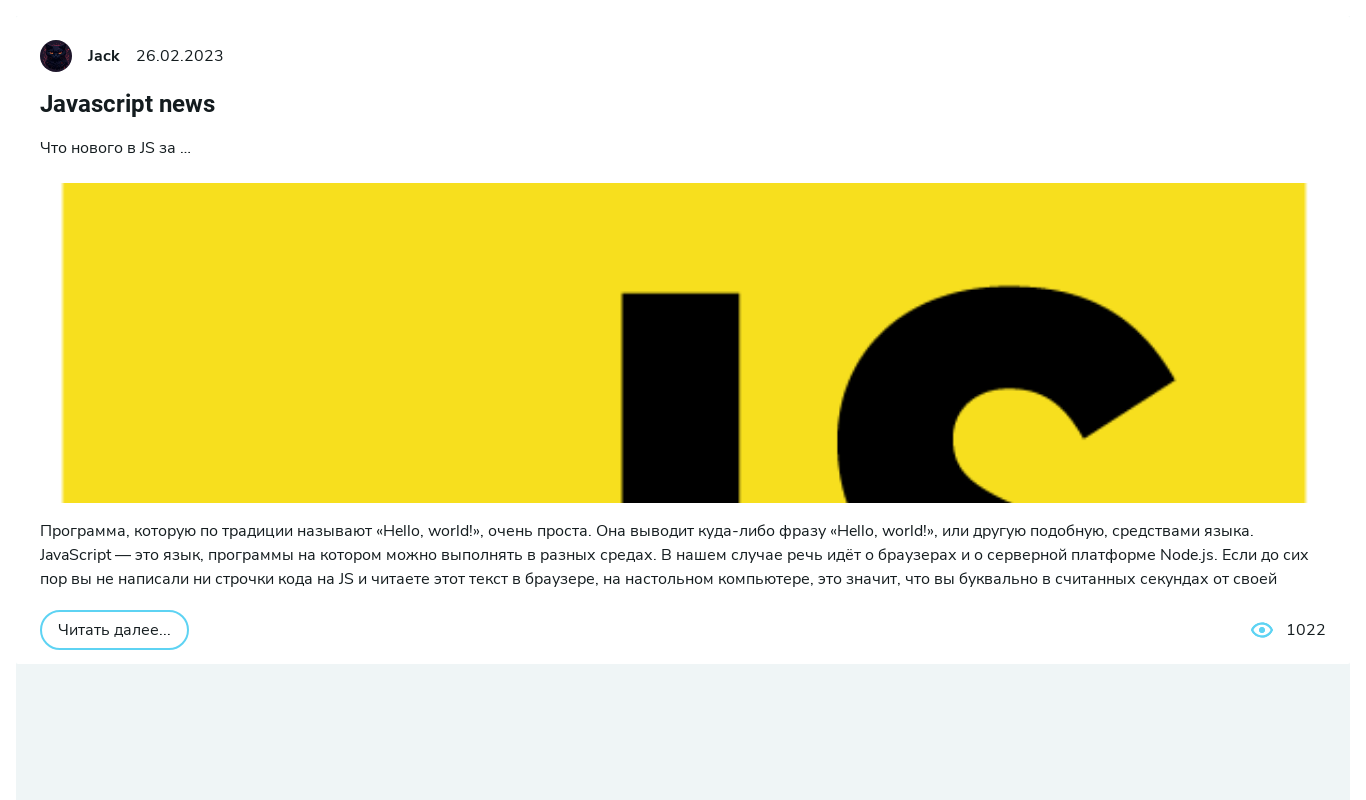 Jack 26.02.2023
Javascript news
Что нового в JS за ...
JS
Программа, которую по традиции называют «Hello, world!», очень проста. Она выводит куда-либо фразу «Hello, world!», или другую подобную, средствами языка.
JavaScript — это язык, программы на котором можно выполнять в разных средах. В нашем случае речь идёт о браузерах и о серверной платформе Node.js. Если до сих
пор вы не написали ни строчки кода на JS и читаете этот текст в браузере, на настольном компьютере, это значит, что вы буквально в считанных секундах от своей
Читать далее... 1022